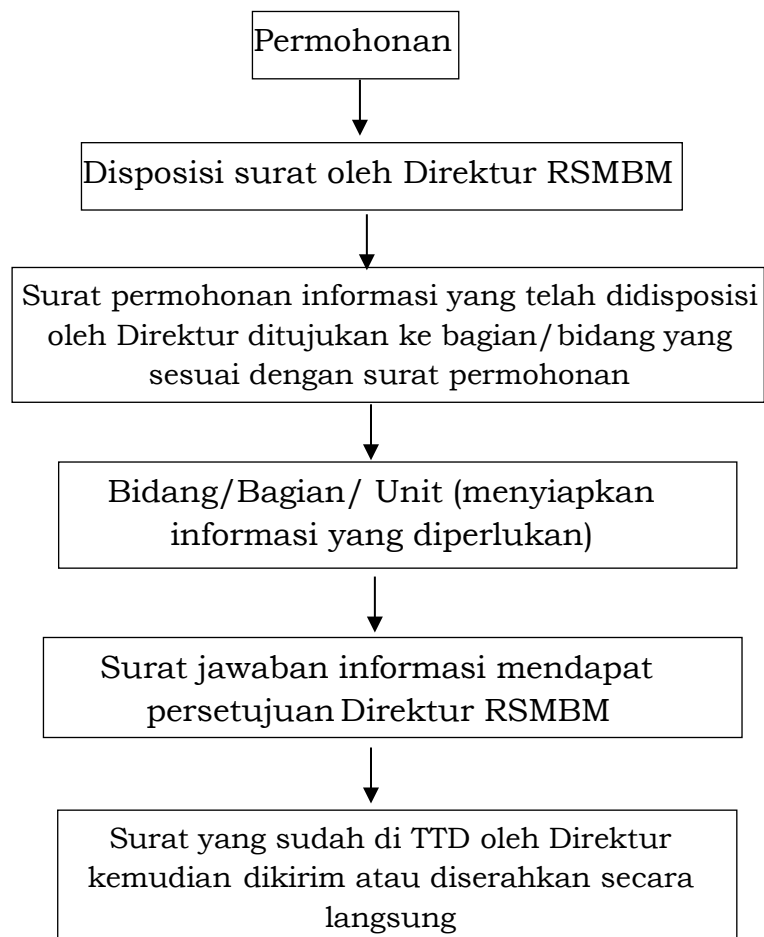 Permohonan
Disposisi surat oleh Direktur RSMBM
Surat permohonan informasi yang telah didisposisi
oleh Direktur ditujukan ke bagian/bidang yang
sesuai dengan surat permohonan
Bidang/Bagian/ Unit (menyiapkan
informasi yang diperlukan)
Surat jawaban informasi mendapat
persetujuan Direktur RSMBM
Surat yang sudah di TTD oleh Direktur
kemudian dikirim atau diserahkan secara
langsung